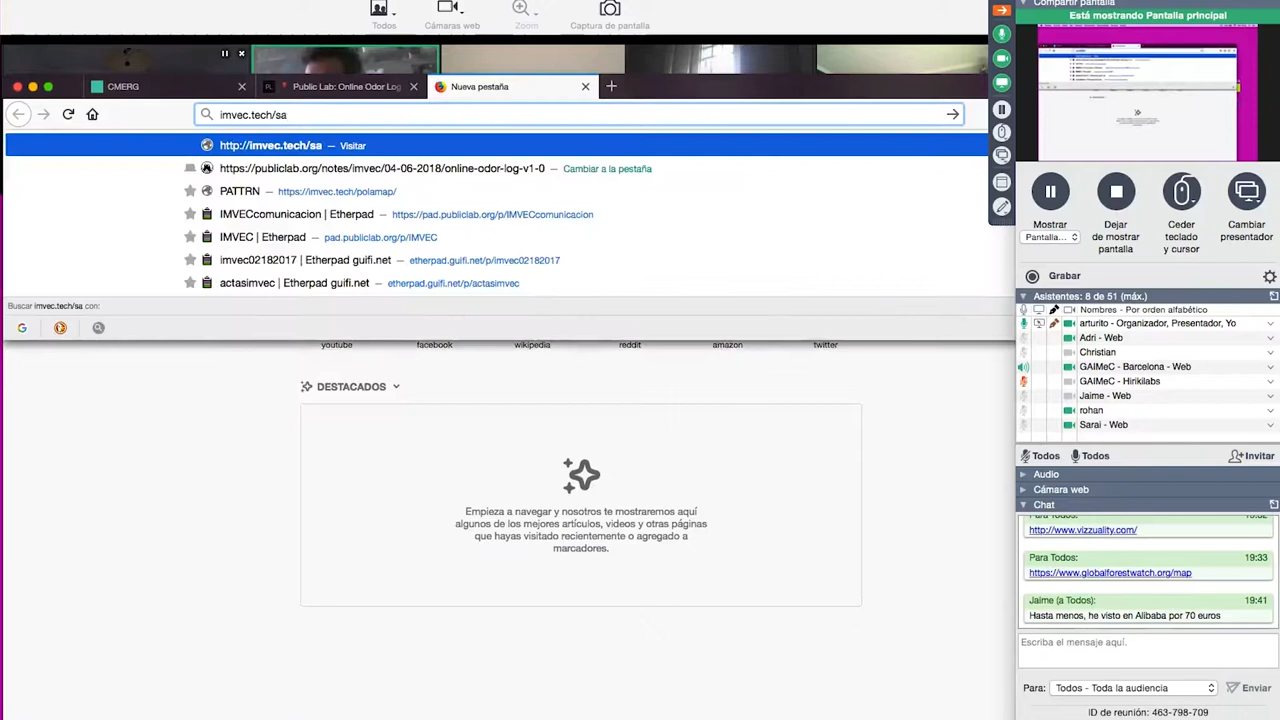 Compartir pantalla
Todos
Cámaras web
Zoom
Captura de pantalla
Está mostrando Pantalla principal
CMERG
Public Lab: Online Odor Lo
Nueva pestaña
imvec.tech/sa
http://imvec.tech/sa — Visitar
https://publiclab.org/notes/imvec/04-06-2018/online-odor-log-v1-0 — Cambiar a la pestaña
PATTRN — https://imvec.tech/polamap/
IMVECcomunicacion | Etherpad — https://pad.publiclab.org/p/IMVECcomunicacion
IMVEC | Etherpad — pad.publiclab.org/p/IMVEC
imvec02182017 | Etherpad guifi.net — etherpad.guifi.net/p/imvec02182017
actasimvec | Etherpad guifi.net — etherpad.guifi.net/p/actasimvec
Buscar imvec.tech/sa con:
youtube facebook wikipedia reddit amazon twitter
DESTACADOS
Empieza a navegar y nosotros te mostraremos aquí
algunos de los mejores artículos, videos y otras páginas
que hayas visitado recientemente o agregado a
marcadores.
Mostrar
Pantalla...
Dejar
de mostrar
pantalla
Ceder
teclado
y cursor
Cambiar
presentador
Grabar
Asistentes: 8 de 51 (máx.)
Nombres - Por orden alfabético
arturito - Organizador, Presentador, Yo
Adri - Web
Christian
GAIMeC - Barcelona - Web
GAIMeC - Hirikilabs
Jaime - Web
rohan
Sarai - Web
Todos Todos Invitar
Audio
Cámara web
Chat
Para Todos:
http://www.vizzuality.com/
Para Todos: 19:33
https://www.globalforestwatch.org/map
Jaime (a Todos): 19:41
Hasta menos, he visto en Alibaba por 70 euros
Escriba el mensaje aquí.
Para: Todos - Toda la audiencia Enviar
ID de reunión: 463-798-709